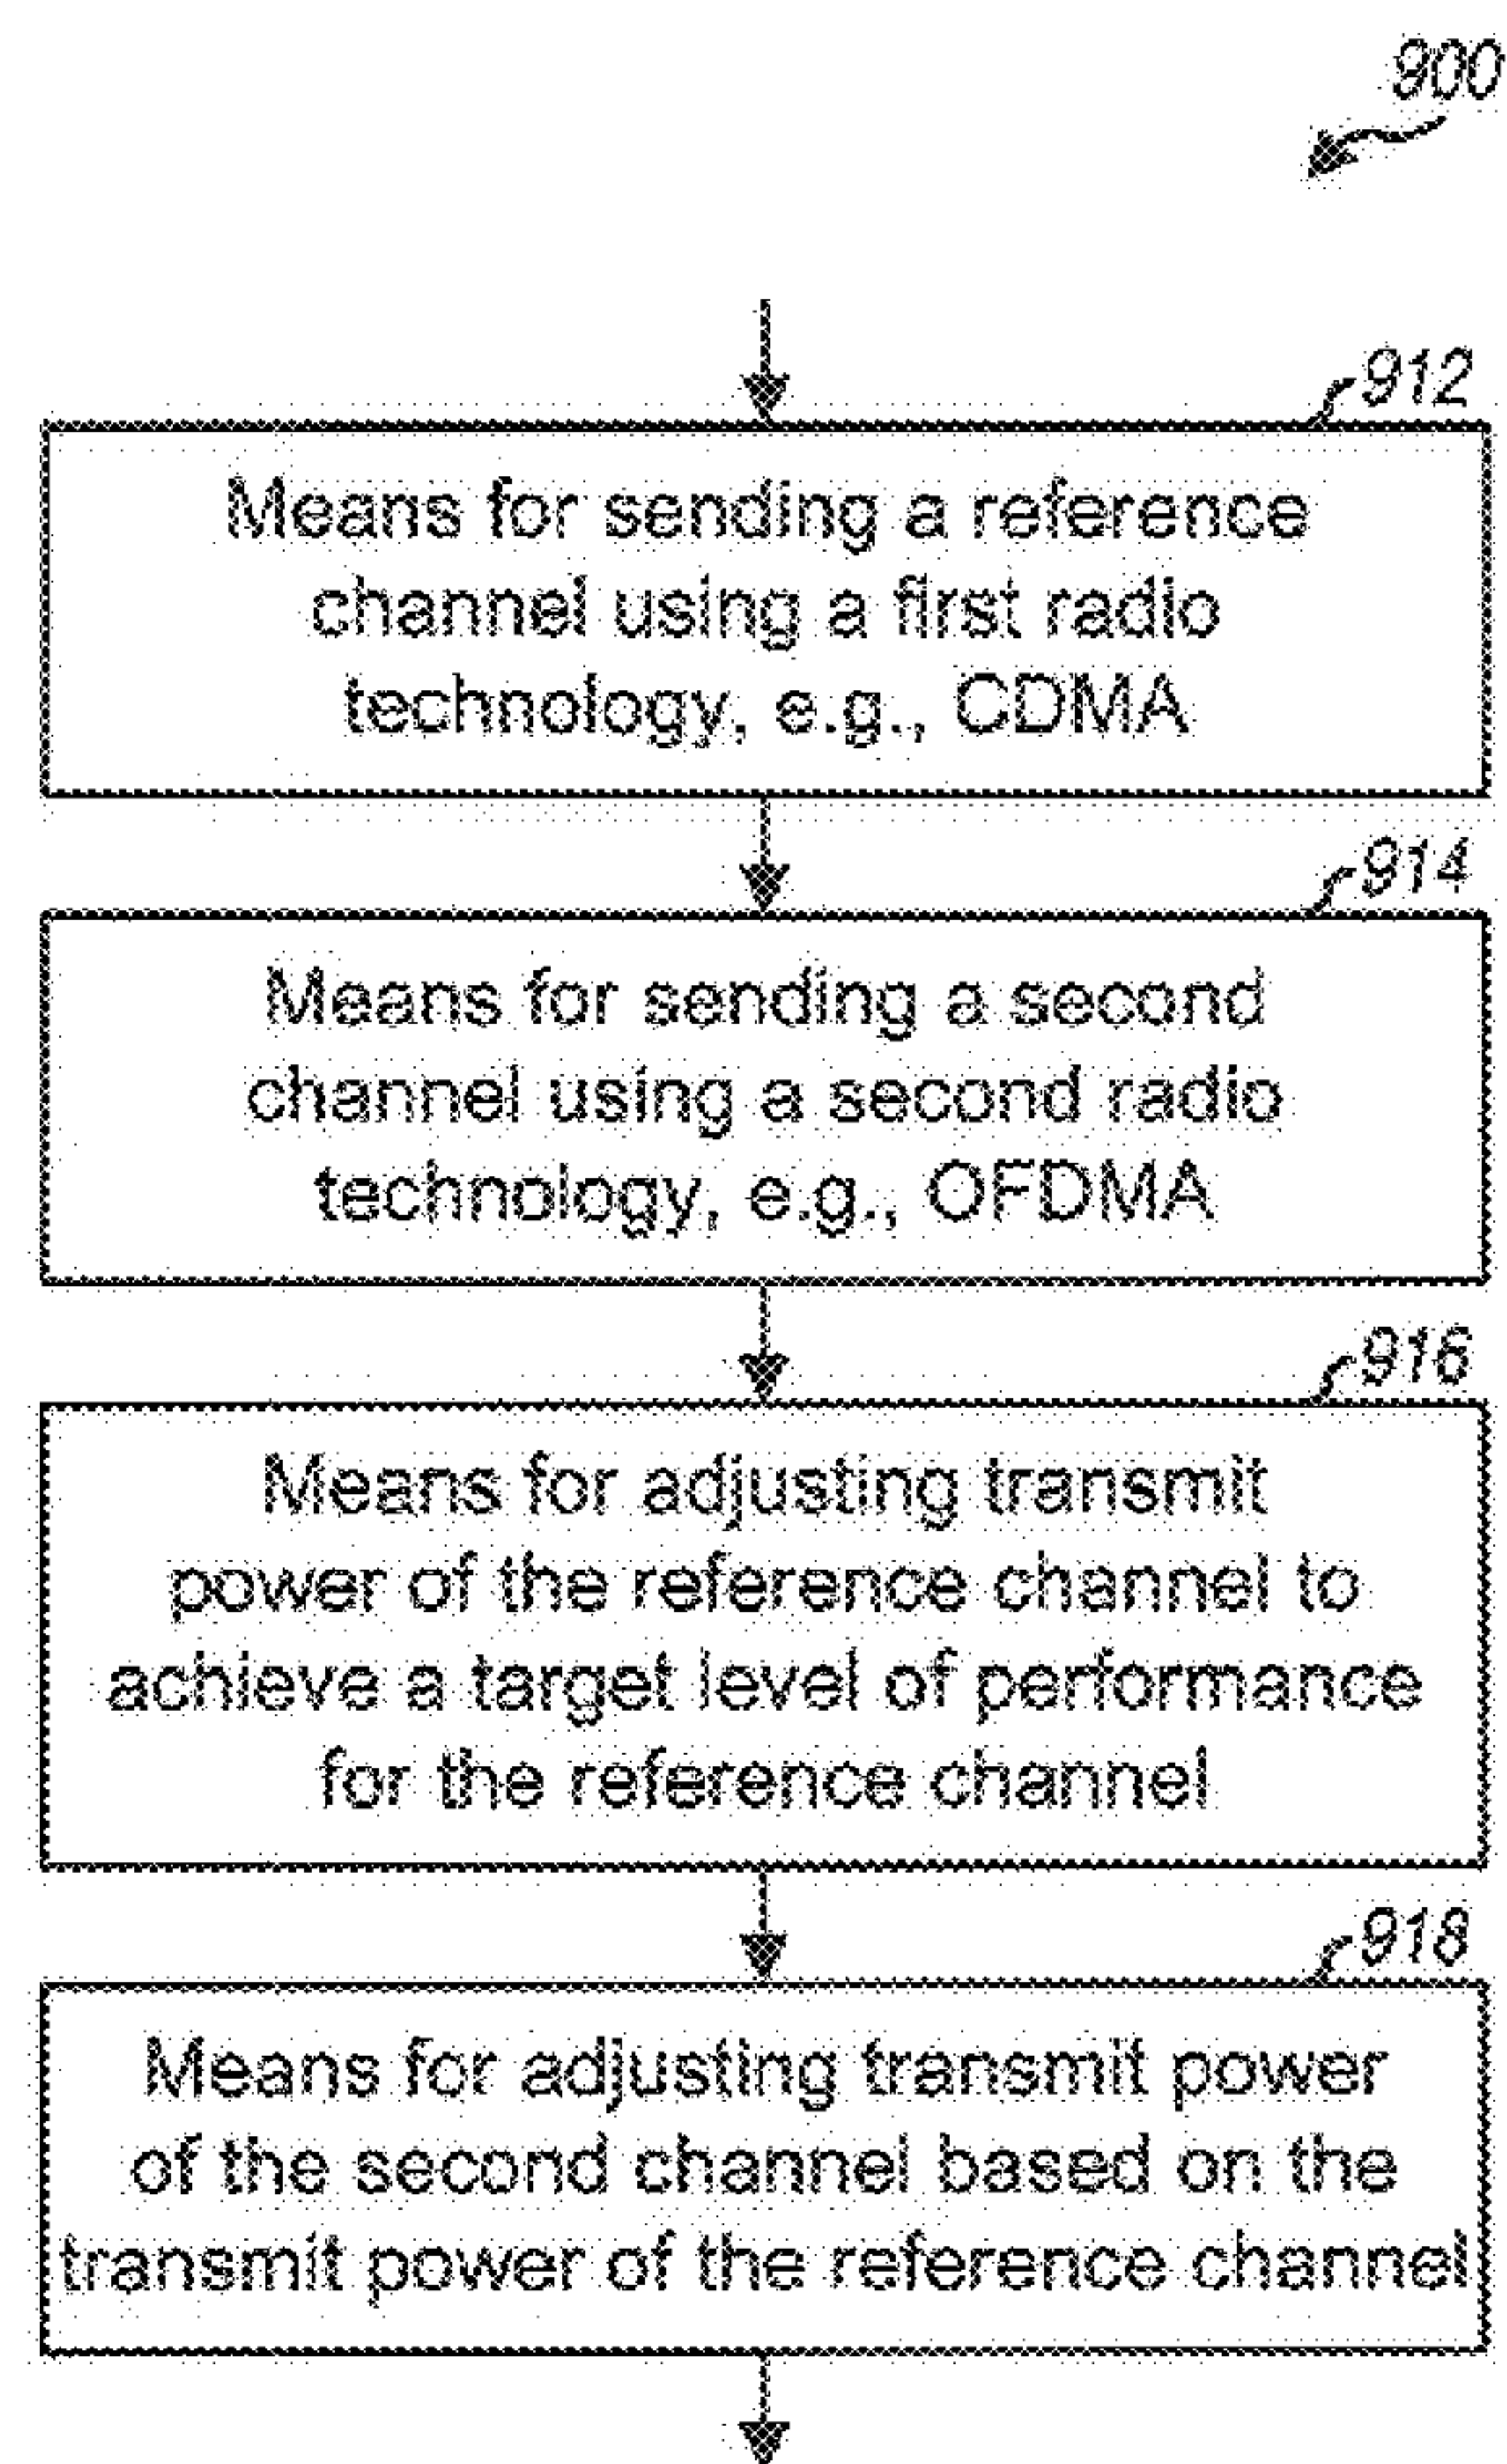 900
912
Means for sending a reference
channel using a first radio
technology, e.g., CDMA
914
Means for sending a second
channel using a second radio
technology, e.g., OFDMA
916
Means for adjusting transmit
power of the reference channel to
achieve a target level of performance
for the reference channel
918
Means for adjusting transmit power
of the second channel based on the
transmit power of the reference channel